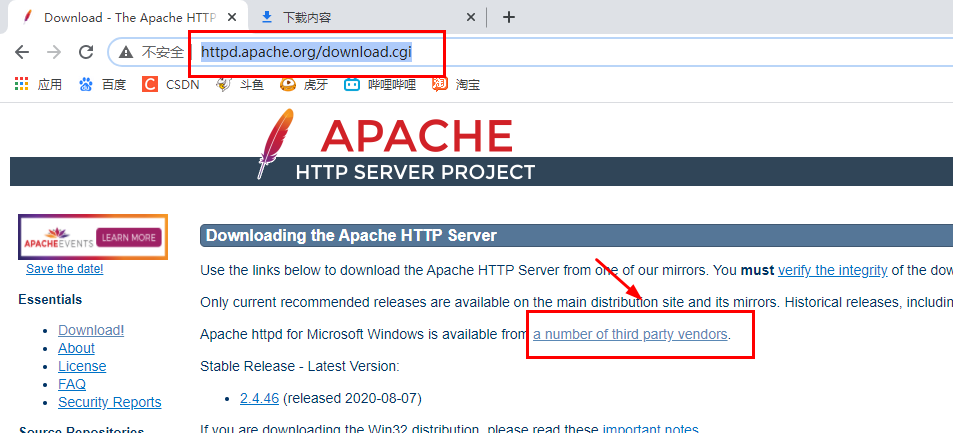 Download - The Apache HTTP
下载内容
不安全
httpd.apache.org/download.cgi
应用 百度 CSDN 斗鱼 虎牙 哔哩哔哩 淘宝
APACHE
HTTP SERVER PROJECT
APACHEEVENTS LEARN MORE
Save the date!
Essentials
Download!
About
License
FAQ
Security Reports
Source Repositories
Downloading the Apache HTTP Server
Use the links below to download the Apache HTTP Server from one of our mirrors. You must verify the integrity of the dow
Only current recommended releases are available on the main distribution site and its mirrors. Historical releases, includin
Apache httpd for Microsoft Windows is available from a number of third party vendors.
Stable Release - Latest Version:
2.4.46 (released 2020-08-07)
If you are downloading the Win32 distribution, please read these important notes